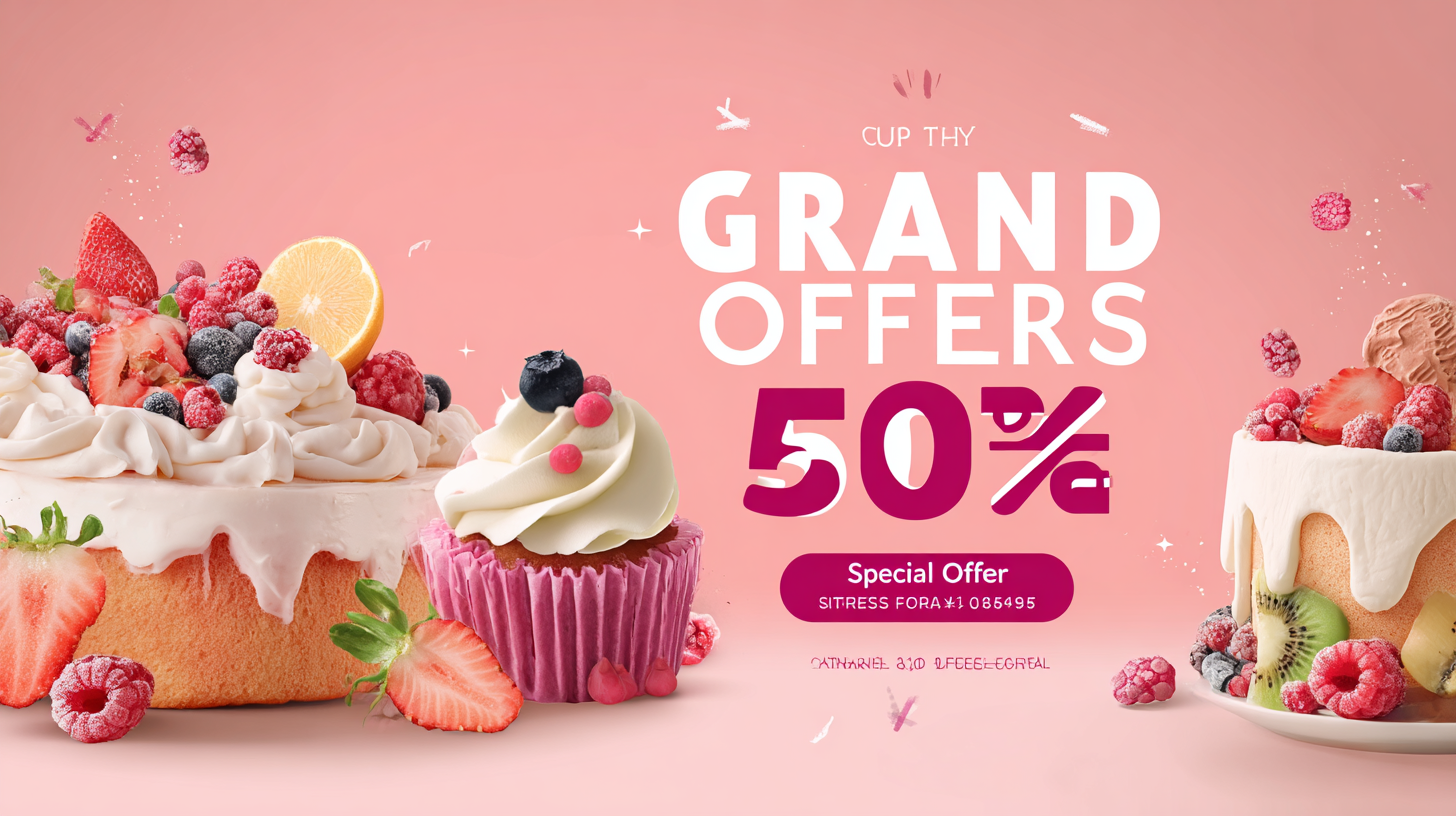 CUP THY
GRAND
OFFERS
50%
Special Offer
SITRESS FORA ¥1 085495